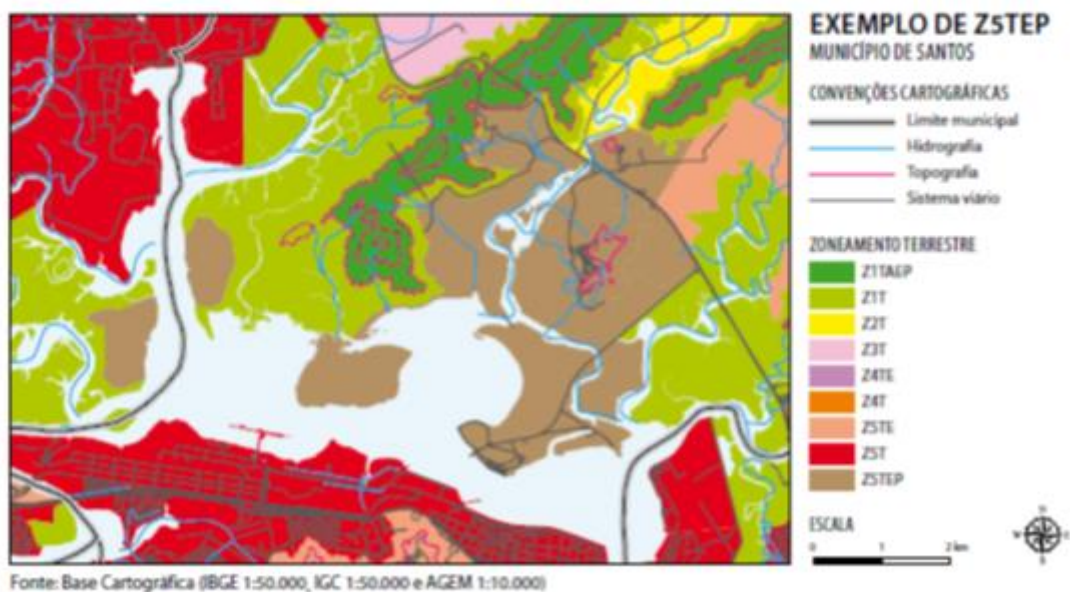 EXEMPLO DE Z5TEP
MUNICÍPIO DE SANTOS
CONVENÇÕES CARTOGRÁFICAS
Limite municipal
Hidrografia
Topografia
Sistema viário
ZONEAMENTO TERRESTRE
Z1TAEP
Z1T
Z2T
Z3T
Z4TE
Z4T
Z5TE
Z5T
Z5TEP
ESCALA
0 1 2 km
N
W E
S
Fonte: Base Cartográfica (IBGE 1:50.000, IGC 1:50.000 e AGEM 1:10.000)